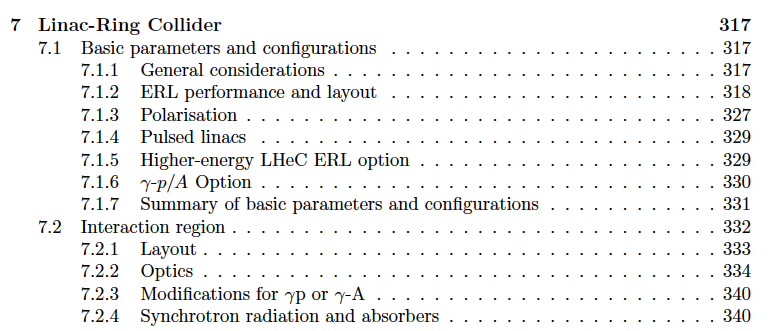 7 Linac-Ring Collider 317
7.1 Basic parameters and configurations . . . . . . . . . . . . . . . . . . . . . . . 317
7.1.1 General considerations . . . . . . . . . . . . . . . . . . . . . . . . . . 317
7.1.2 ERL performance and layout . . . . . . . . . . . . . . . . . . . . . . 318
7.1.3 Polarisation . . . . . . . . . . . . . . . . . . . . . . . . . . . . . . . . 327
7.1.4 Pulsed linacs . . . . . . . . . . . . . . . . . . . . . . . . . . . . . . . 329
7.1.5 Higher-energy LHeC ERL option . . . . . . . . . . . . . . . . . . . . 329
7.1.6 γ-p/A Option . . . . . . . . . . . . . . . . . . . . . . . . . . . . . . . 330
7.1.7 Summary of basic parameters and configurations . . . . . . . . . . . 331
7.2 Interaction region . . . . . . . . . . . . . . . . . . . . . . . . . . . . . . . . . 332
7.2.1 Layout . . . . . . . . . . . . . . . . . . . . . . . . . . . . . . . . . . . 333
7.2.2 Optics . . . . . . . . . . . . . . . . . . . . . . . . . . . . . . . . . . . 334
7.2.3 Modifications for γp or γ-A . . . . . . . . . . . . . . . . . . . . . . . 340
7.2.4 Synchrotron radiation and absorbers . . . . . . . . . . . . . . . . . . 340